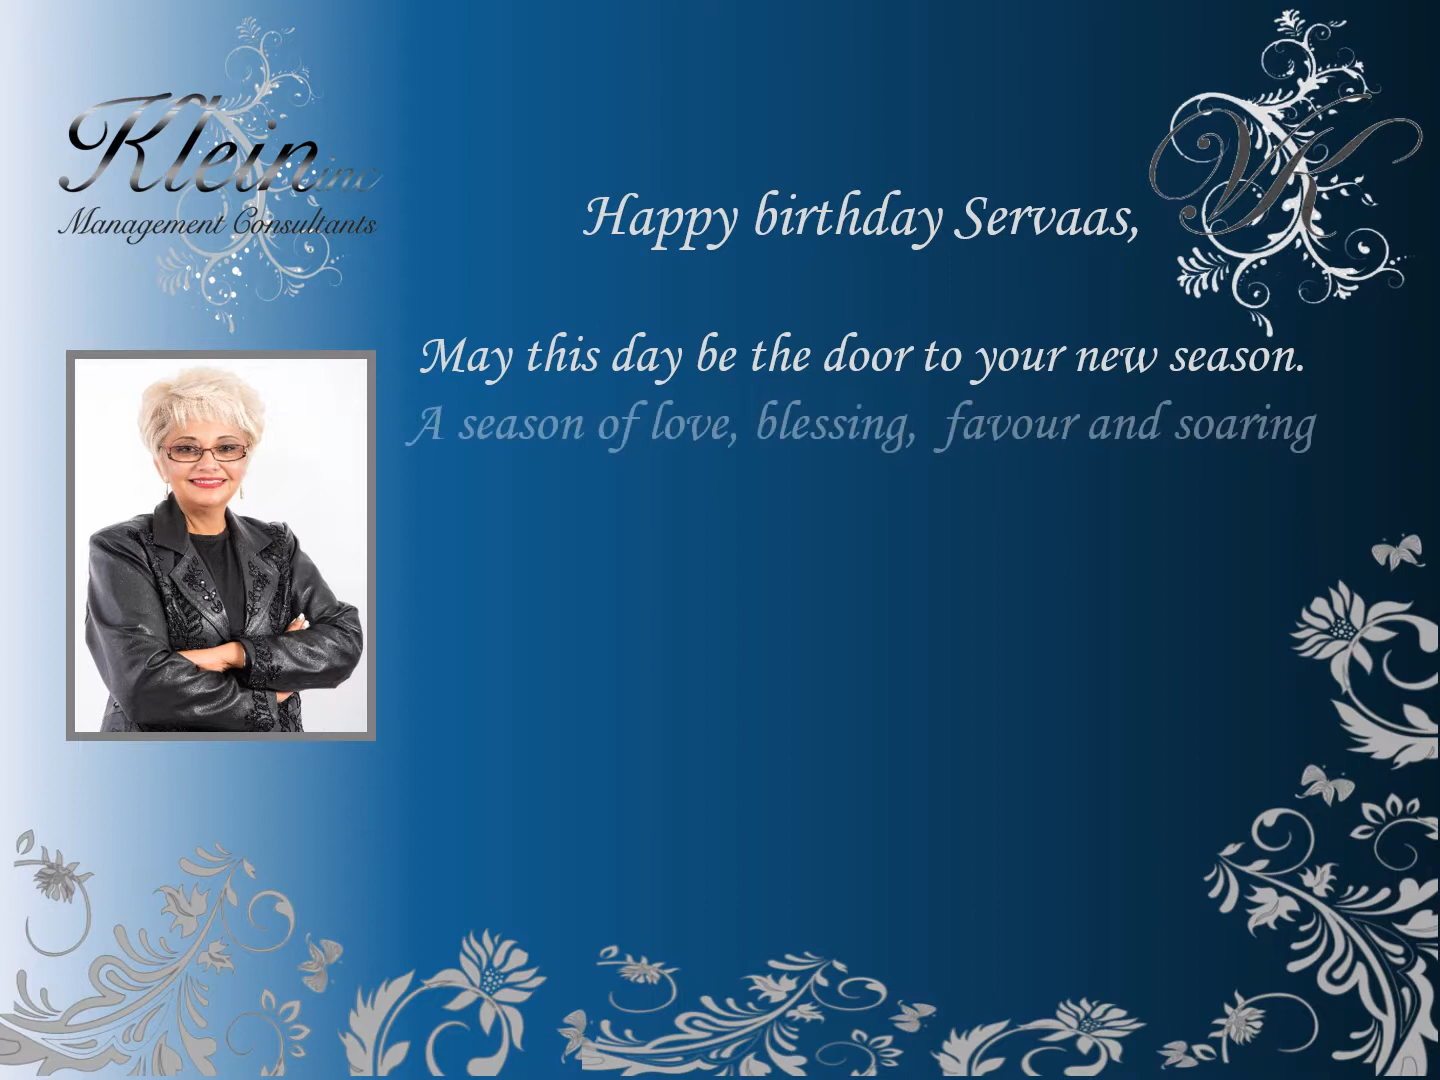 Klein inc
Management Consultants
VK
Happy birthday Servaas,
May this day be the door to your new season.
A season of love, blessing, favour and soaring